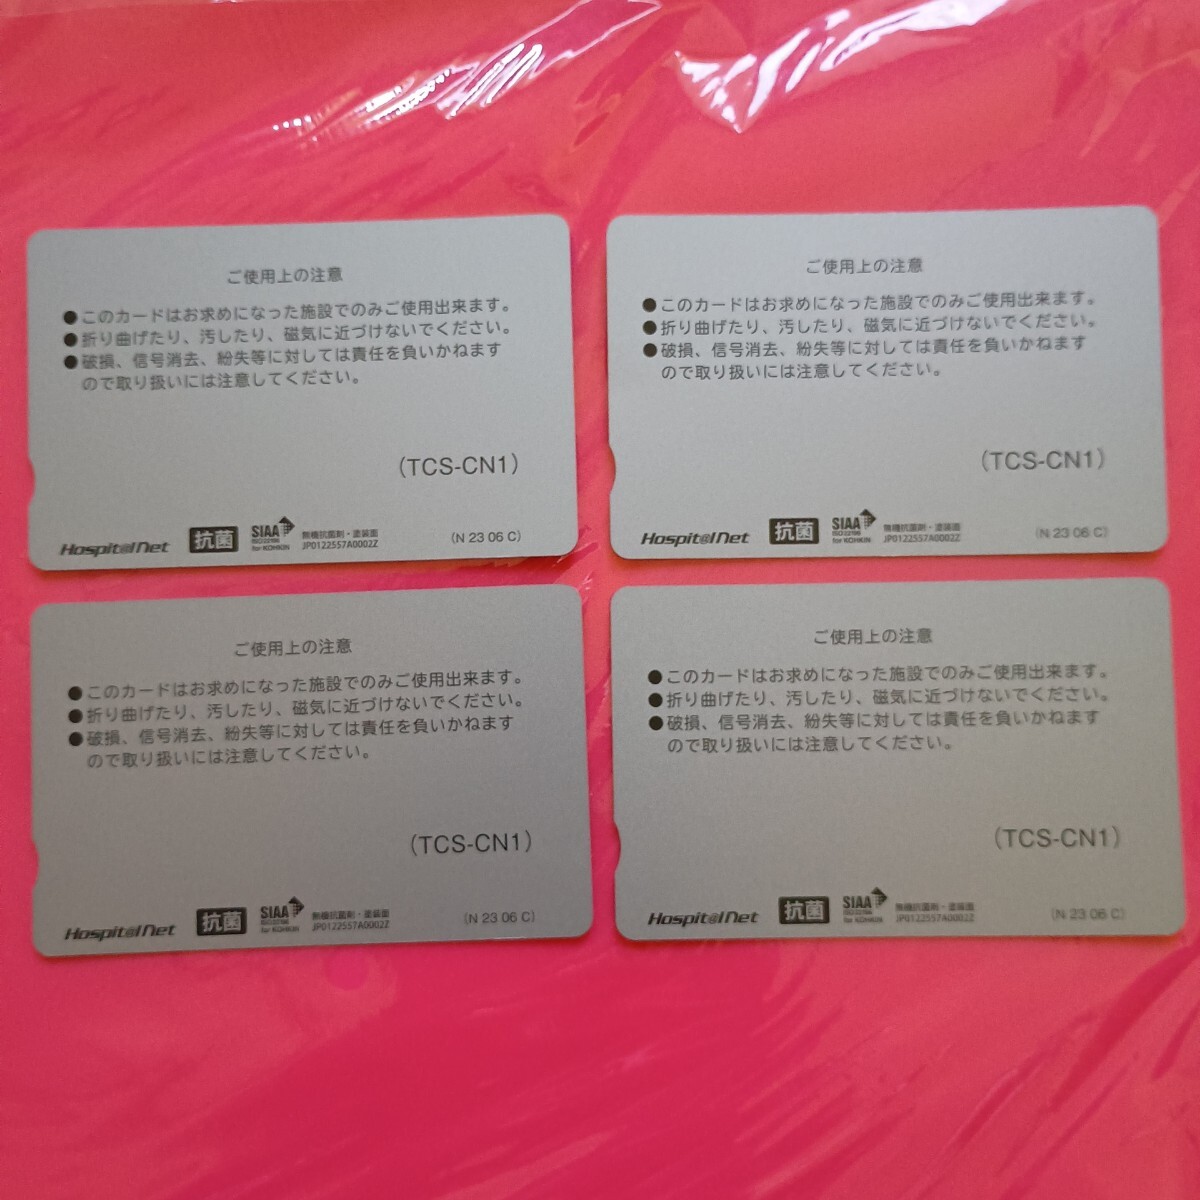 ご使用上の注意
●このカードはお求めになった施設でのみご使用出来ます。
●折り曲げたり、汚したり、磁気に近づけないでください。
●破損、信号消去、紛失等に対しては責任を負いかねます
ので取り扱いには注意してください。
(TCS-CN1)
Hospit@lNet 抗菌 SIAA ISO22196 for KOHKIN 無機抗菌剤・塗装面 JP0122557A0002Z (N 23 06 C)
ご使用上の注意
●このカードはお求めになった施設でのみご使用出来ます。
●折り曲げたり、汚したり、磁気に近づけないでください。
●破損、信号消去、紛失等に対しては責任を負いかねます
ので取り扱いには注意してください。
(TCS-CN1)
Hospit@lNet 抗菌 SIAA ISO22196 for KOHKIN 無機抗菌剤・塗装面 JP0122557A0002Z (N 23 06 C)
ご使用上の注意
●このカードはお求めになった施設でのみご使用出来ます。
●折り曲げたり、汚したり、磁気に近づけないでください。
●破損、信号消去、紛失等に対しては責任を負いかねます
ので取り扱いには注意してください。
(TCS-CN1)
Hospit@lNet 抗菌 SIAA ISO22196 for KOHKIN 無機抗菌剤・塗装面 JP0122557A0002Z (N 23 06 C)
ご使用上の注意
●このカードはお求めになった施設でのみご使用出来ます。
●折り曲げたり、汚したり、磁気に近づけないでください。
●破損、信号消去、紛失等に対しては責任を負いかねます
ので取り扱いには注意してください。
(TCS-CN1)
Hospit@lNet 抗菌 SIAA ISO22196 for KOHKIN 無機抗菌剤・塗装面 JP0122557A0002Z (N 23 06 C)